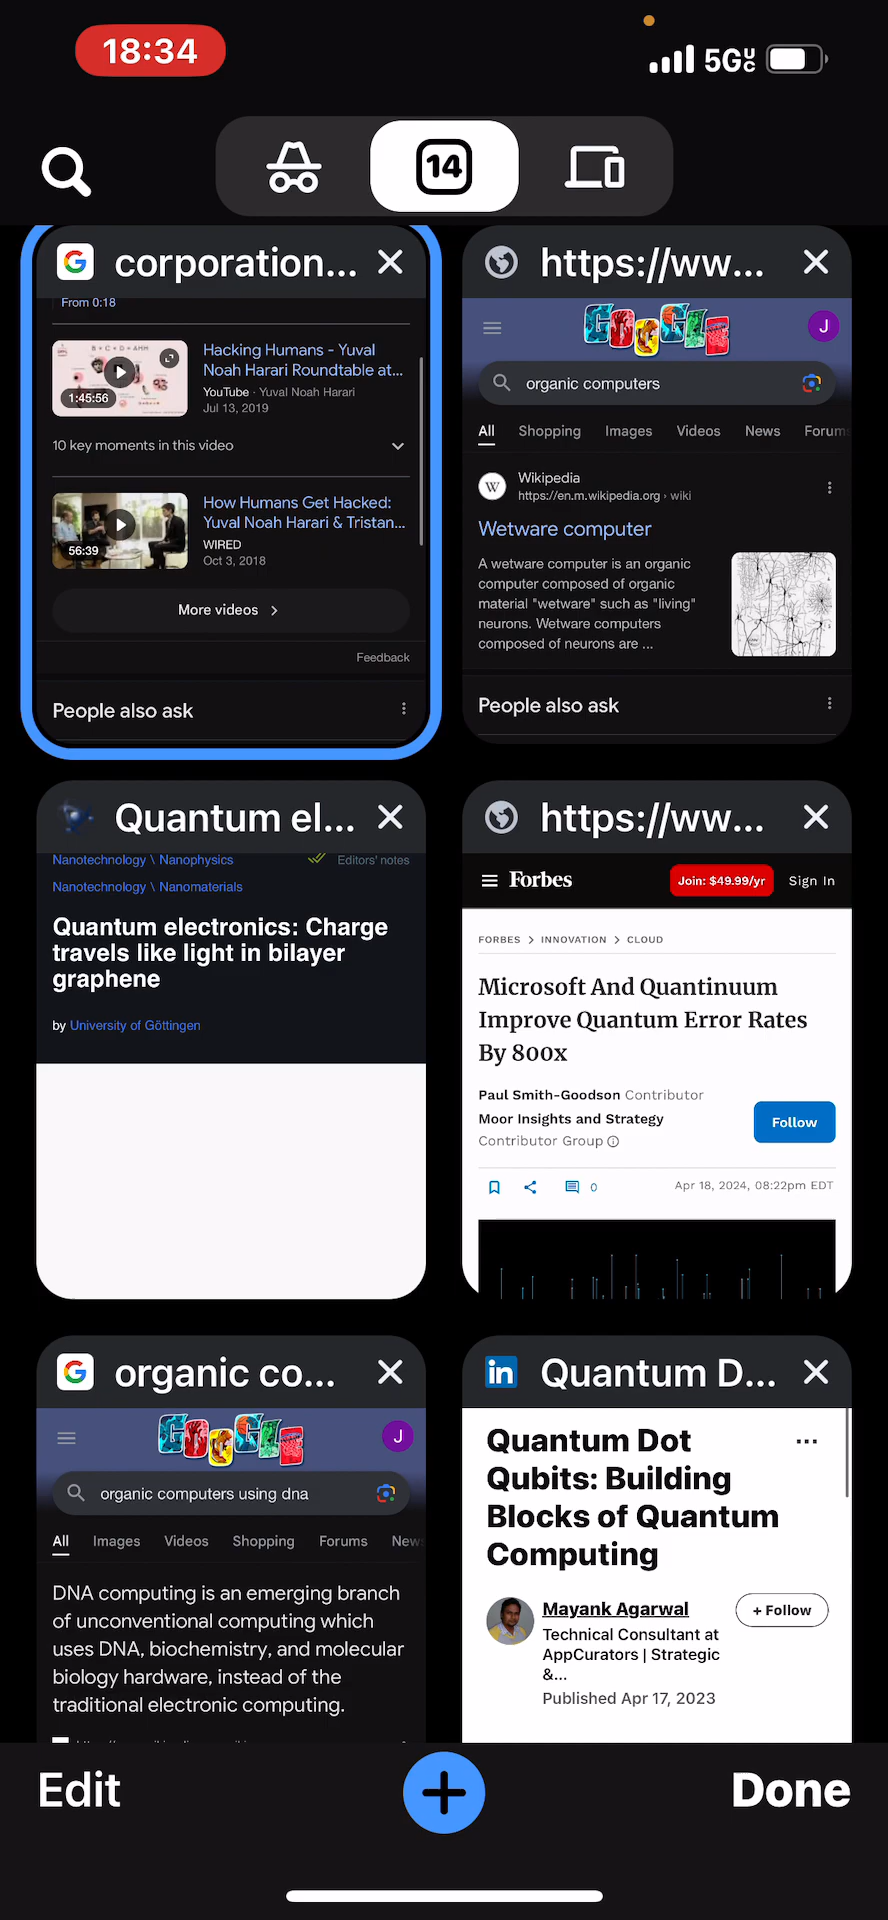 18:34
5G UC
14
corporation...
From 0:18
B + C + D = AHH
1:45:56
Hacking Humans - Yuval
Noah Harari Roundtable at...
YouTube · Yuval Noah Harari
Jul 13, 2019
10 key moments in this video
56:39
How Humans Get Hacked:
Yuval Noah Harari & Tristan...
WIRED
Oct 3, 2018
More videos
Feedback
People also ask
https://ww...
Google
J
organic computers
All Shopping Images Videos News Forum
W
Wikipedia
https://en.m.wikipedia.org › wiki
Wetware computer
A wetware computer is an organic
computer composed of organic
material "wetware" such as "living"
neurons. Wetware computers
composed of neurons are ...
People also ask
Quantum el...
Nanotechnology \ Nanophysics
Editors' notes
Nanotechnology \ Nanomaterials
Quantum electronics: Charge
travels like light in bilayer
graphene
by University of Göttingen
https://ww...
Forbes
Join: $49.99/yr
Sign In
FORBES > INNOVATION > CLOUD
Microsoft And Quantinuum
Improve Quantum Error Rates
By 800x
Paul Smith-Goodson Contributor
Moor Insights and Strategy
Contributor Group
Follow
0
Apr 18, 2024, 08:22pm EDT
organic co...
Google
J
organic computers using dna
All Images Videos Shopping Forums New
DNA computing is an emerging branch
of unconventional computing which
uses DNA, biochemistry, and molecular
biology hardware, instead of the
traditional electronic computing.
in
Quantum D...
Quantum Dot
Qubits: Building
Blocks of Quantum
Computing
...
Mayank Agarwal
+ Follow
Technical Consultant at
AppCurators | Strategic
&...
Published Apr 17, 2023
Edit
Done